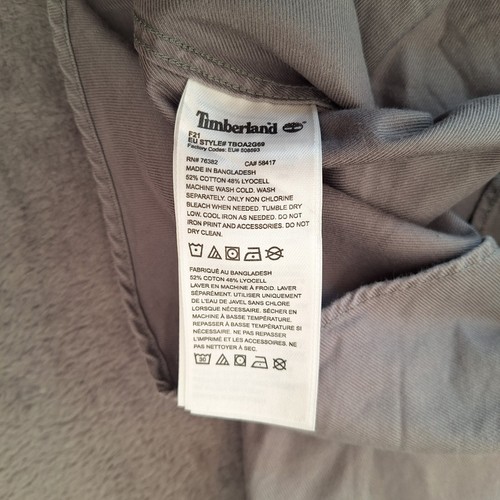 Timberland
F21
EU STYLE# TBOA2G69
Factory Codes: EU# 508693
RN# 76382 CA# 58417
MADE IN BANGLADESH
52% COTTON 48% LYOCELL
MACHINE WASH COLD. WASH
SEPARATELY. ONLY NON CHLORINE
BLEACH WHEN NEEDED. TUMBLE DRY
LOW. COOL IRON AS NEEDED. DO NOT
IRON PRINT AND ACCESSORIES. DO NOT
DRY CLEAN.
FABRIQUÉ AU BANGLADESH
52% COTON 48% LYOCELL
LAVER EN MACHINE À FROID. LAVER
SÉPARÉMENT. UTILISER UNIQUEMENT
DE L'EAU DE JAVEL SANS CHLORE
LORSQUE NÉCESSAIRE. SÉCHER EN
MACHINE À BASSE TEMPÉRATURE.
REPASSER À BASSE TEMPÉRATURE SI
NÉCESSAIRE. NE PAS REPASSER
L'IMPRIMÉ ET LES ACCESSOIRES. NE
PAS NETTOYER À SEC.
30